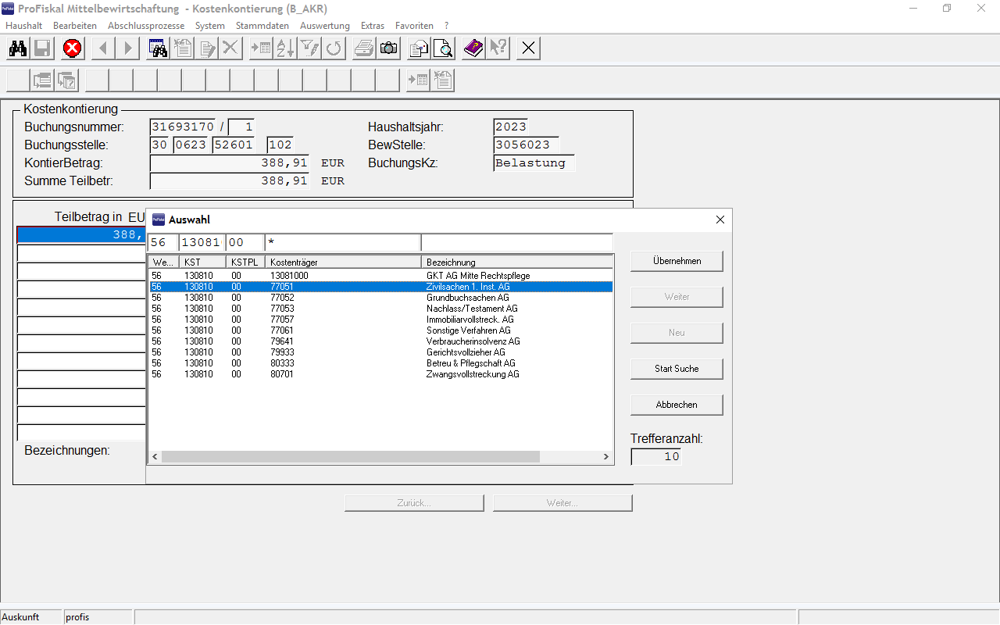 ProFiskal Mittelbewirtschaftung - Kostenkontierung (B_AKR)
Haushalt Bearbeiten Abschlussprozesse System Stammdaten Auswertung Extras Favoriten ?
Kostenkontierung
Buchungsnummer: 31693170 / 1 Haushaltsjahr: 2023
Buchungsstelle: 30 0623 52601 102 BewStelle: 3056023
KontierBetrag: 388,91 EUR BuchungsKz: Belastung
Summe Teilbetr: 388,91 EUR
Teilbetrag in EU
388,
ProFiskal Auswahl
56 13081 00 *
We... KST KSTPL Kostenträger Bezeichnung
56 130810 00 13081000 GKT AG Mitte Rechtspflege
56 130810 00 77051 Zivilsachen 1. Inst. AG
56 130810 00 77052 Grundbuchsachen AG
56 130810 00 77053 Nachlass/Testament AG
56 130810 00 77057 Immobiliarvollstreck. AG
56 130810 00 77061 Sonstige Verfahren AG
56 130810 00 79641 Verbraucherinsolvenz AG
56 130810 00 79933 Gerichtsvollzieher AG
56 130810 00 80333 Betreu & Pflegschaft AG
56 130810 00 80701 Zwangsvollstreckung AG
Übernehmen
Weiter
Neu
Start Suche
Abbrechen
Trefferanzahl:
10
Bezeichnungen:
Zurück... Weiter...
Auskunft profis